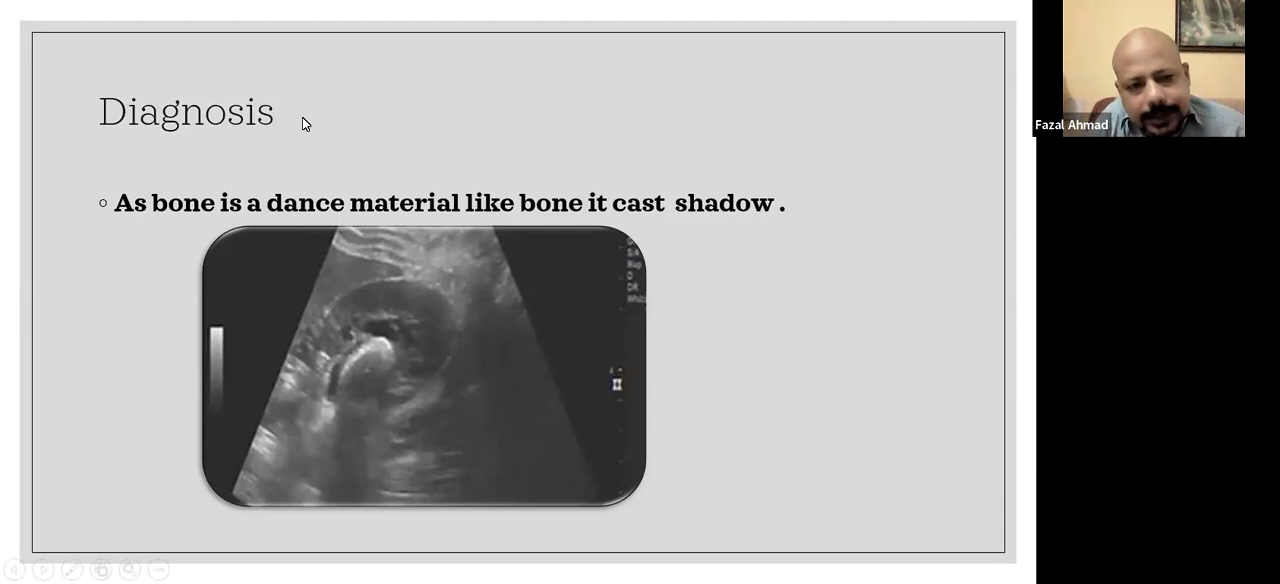 Diagnosis
As bone is a dance material like bone it cast shadow .
Fazal Ahmad